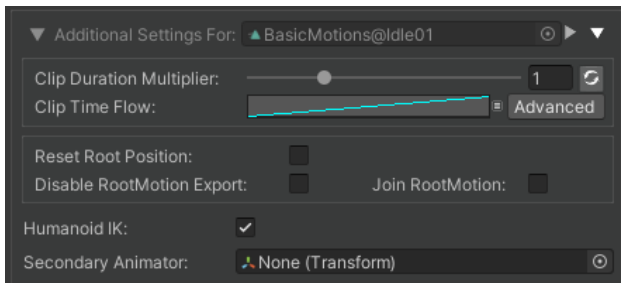 Additional Settings For: BasicMotions@Idle01
Clip Duration Multiplier: 1
Clip Time Flow: Advanced
Reset Root Position:
Disable RootMotion Export: Join RootMotion:
Humanoid IK:
Secondary Animator: None (Transform)